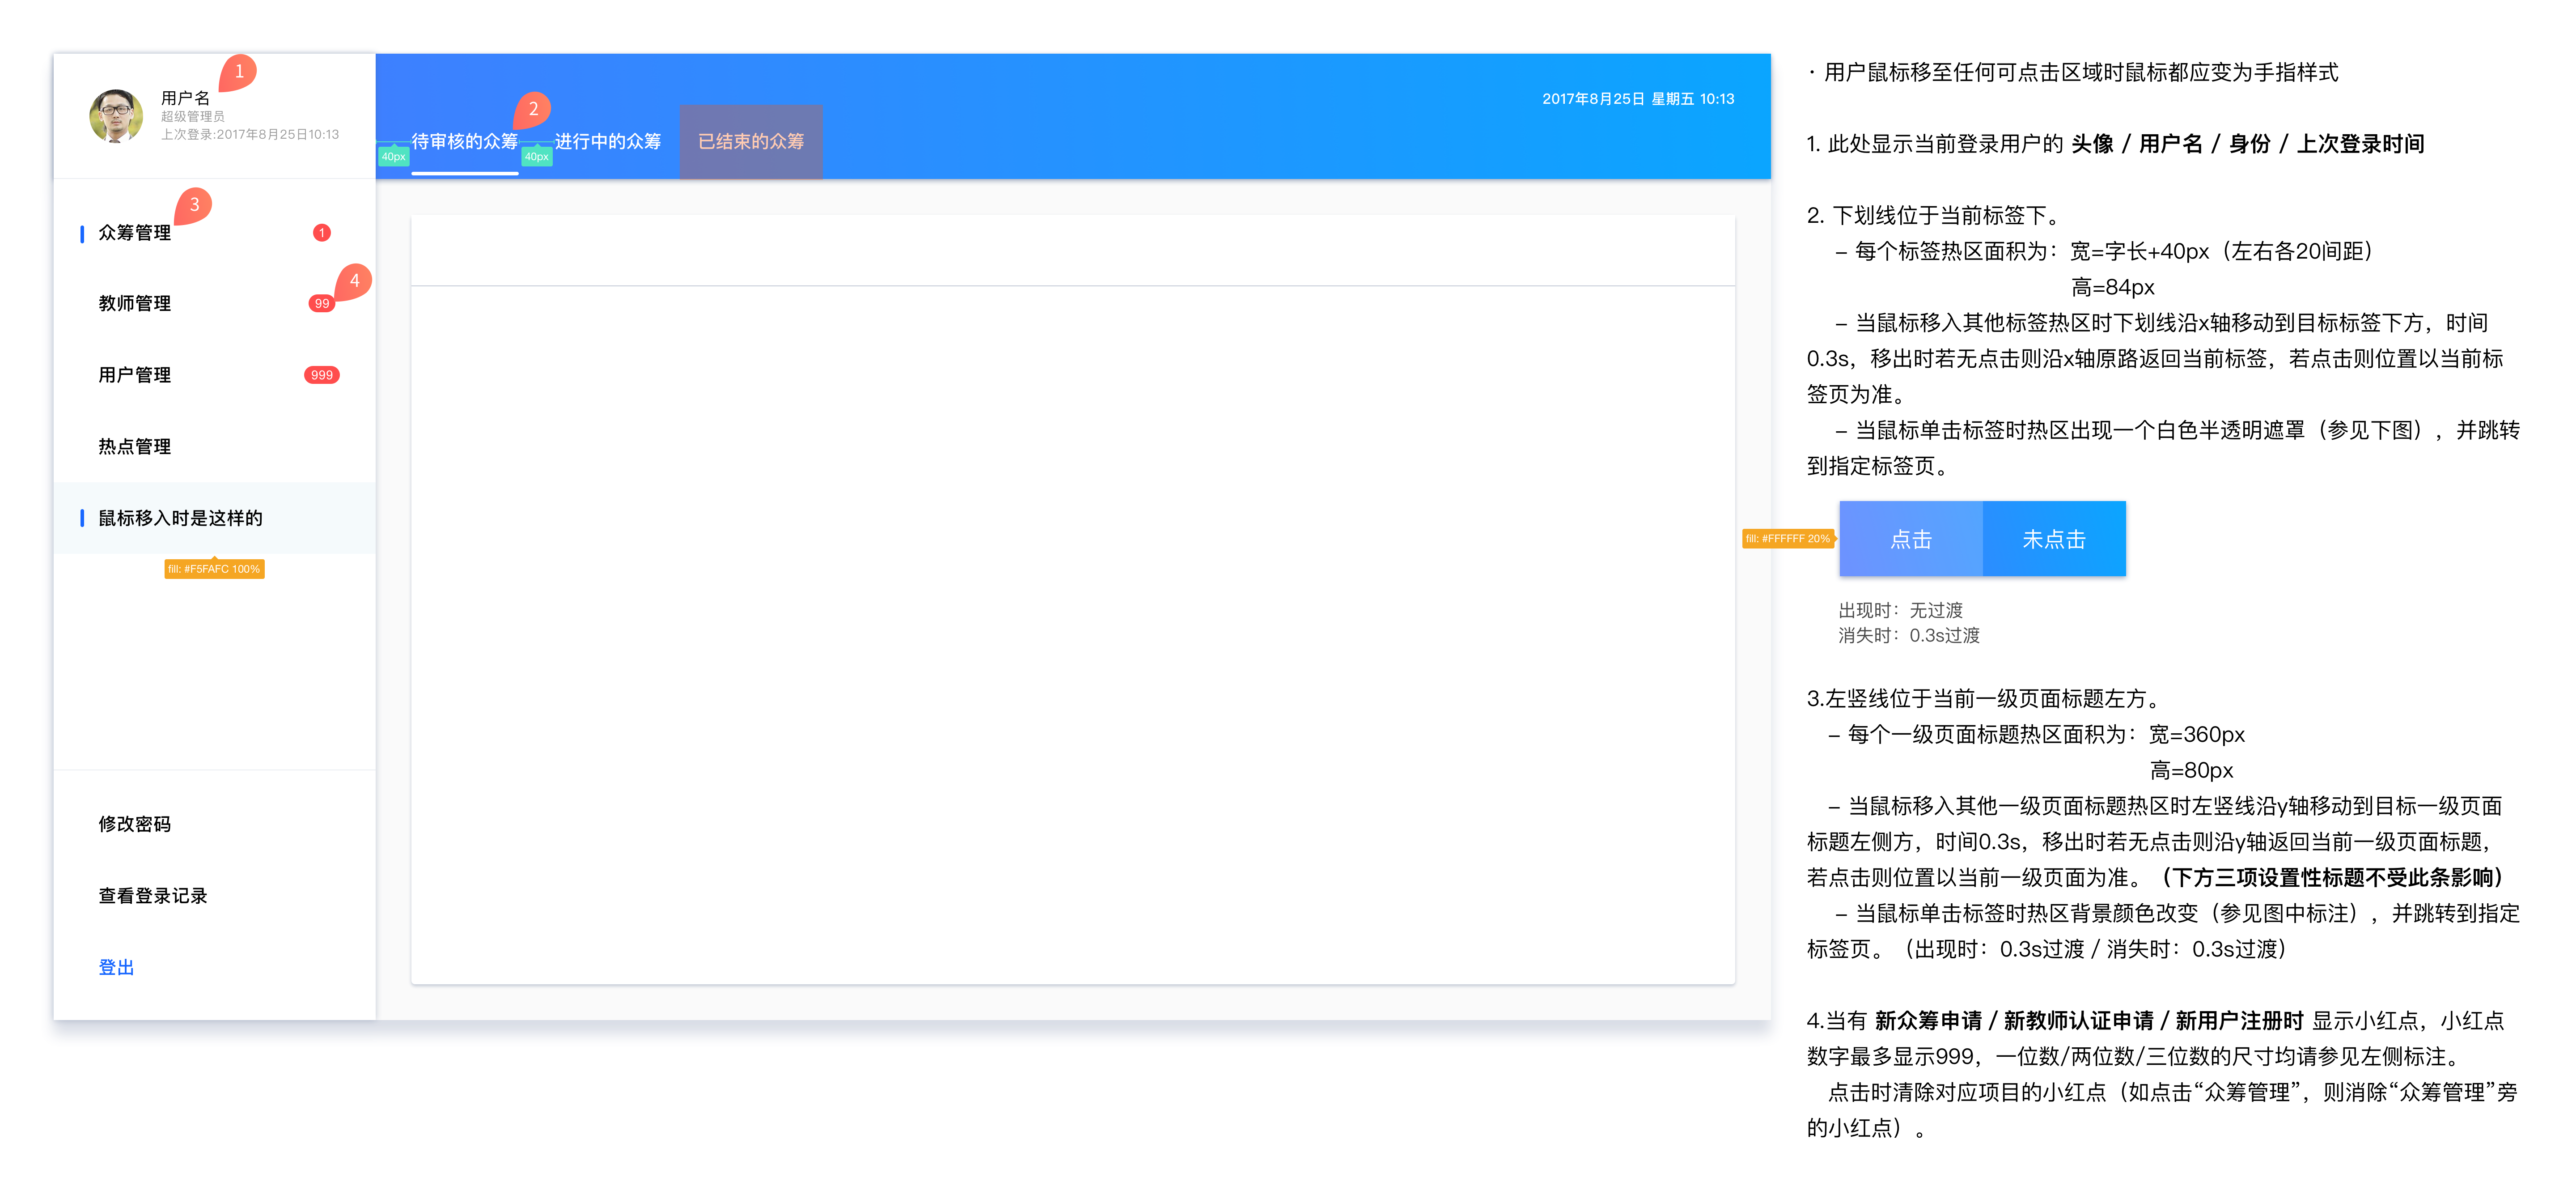 1
用户名
超级管理员
上次登录:2017年8月25日10:13
2
待审核的众筹
进行中的众筹
已结束的众筹
40px
40px
2017年8月25日 星期五 10:13
3
众筹管理
1
4
教师管理
99
用户管理
999
热点管理
鼠标移入时是这样的
fill: #F5FAFC 100%
修改密码
查看登录记录
登出
· 用户鼠标移至任何可点击区域时鼠标都应变为手指样式
1. 此处显示当前登录用户的 头像 / 用户名 / 身份 / 上次登录时间
2. 下划线位于当前标签下。
– 每个标签热区面积为：宽=字长+40px（左右各20间距）
高=84px
– 当鼠标移入其他标签热区时下划线沿x轴移动到目标标签下方，时间
0.3s，移出时若无点击则沿x轴原路返回当前标签，若点击则位置以当前标
签页为准。
– 当鼠标单击标签时热区出现一个白色半透明遮罩（参见下图），并跳转
到指定标签页。
fill: #FFFFFF 20%
点击
未点击
出现时：无过渡
消失时：0.3s过渡
3.左竖线位于当前一级页面标题左方。
– 每个一级页面标题热区面积为：宽=360px
高=80px
– 当鼠标移入其他一级页面标题热区时左竖线沿y轴移动到目标一级页面
标题左侧方，时间0.3s，移出时若无点击则沿y轴返回当前一级页面标题，
若点击则位置以当前一级页面为准。（下方三项设置性标题不受此条影响）
– 当鼠标单击标签时热区背景颜色改变（参见图中标注），并跳转到指定
标签页。（出现时：0.3s过渡 / 消失时：0.3s过渡）
4.当有 新众筹申请 / 新教师认证申请 / 新用户注册时 显示小红点，小红点
数字最多显示999，一位数/两位数/三位数的尺寸均请参见左侧标注。
点击时清除对应项目的小红点（如点击“众筹管理”，则消除“众筹管理”旁
的小红点）。